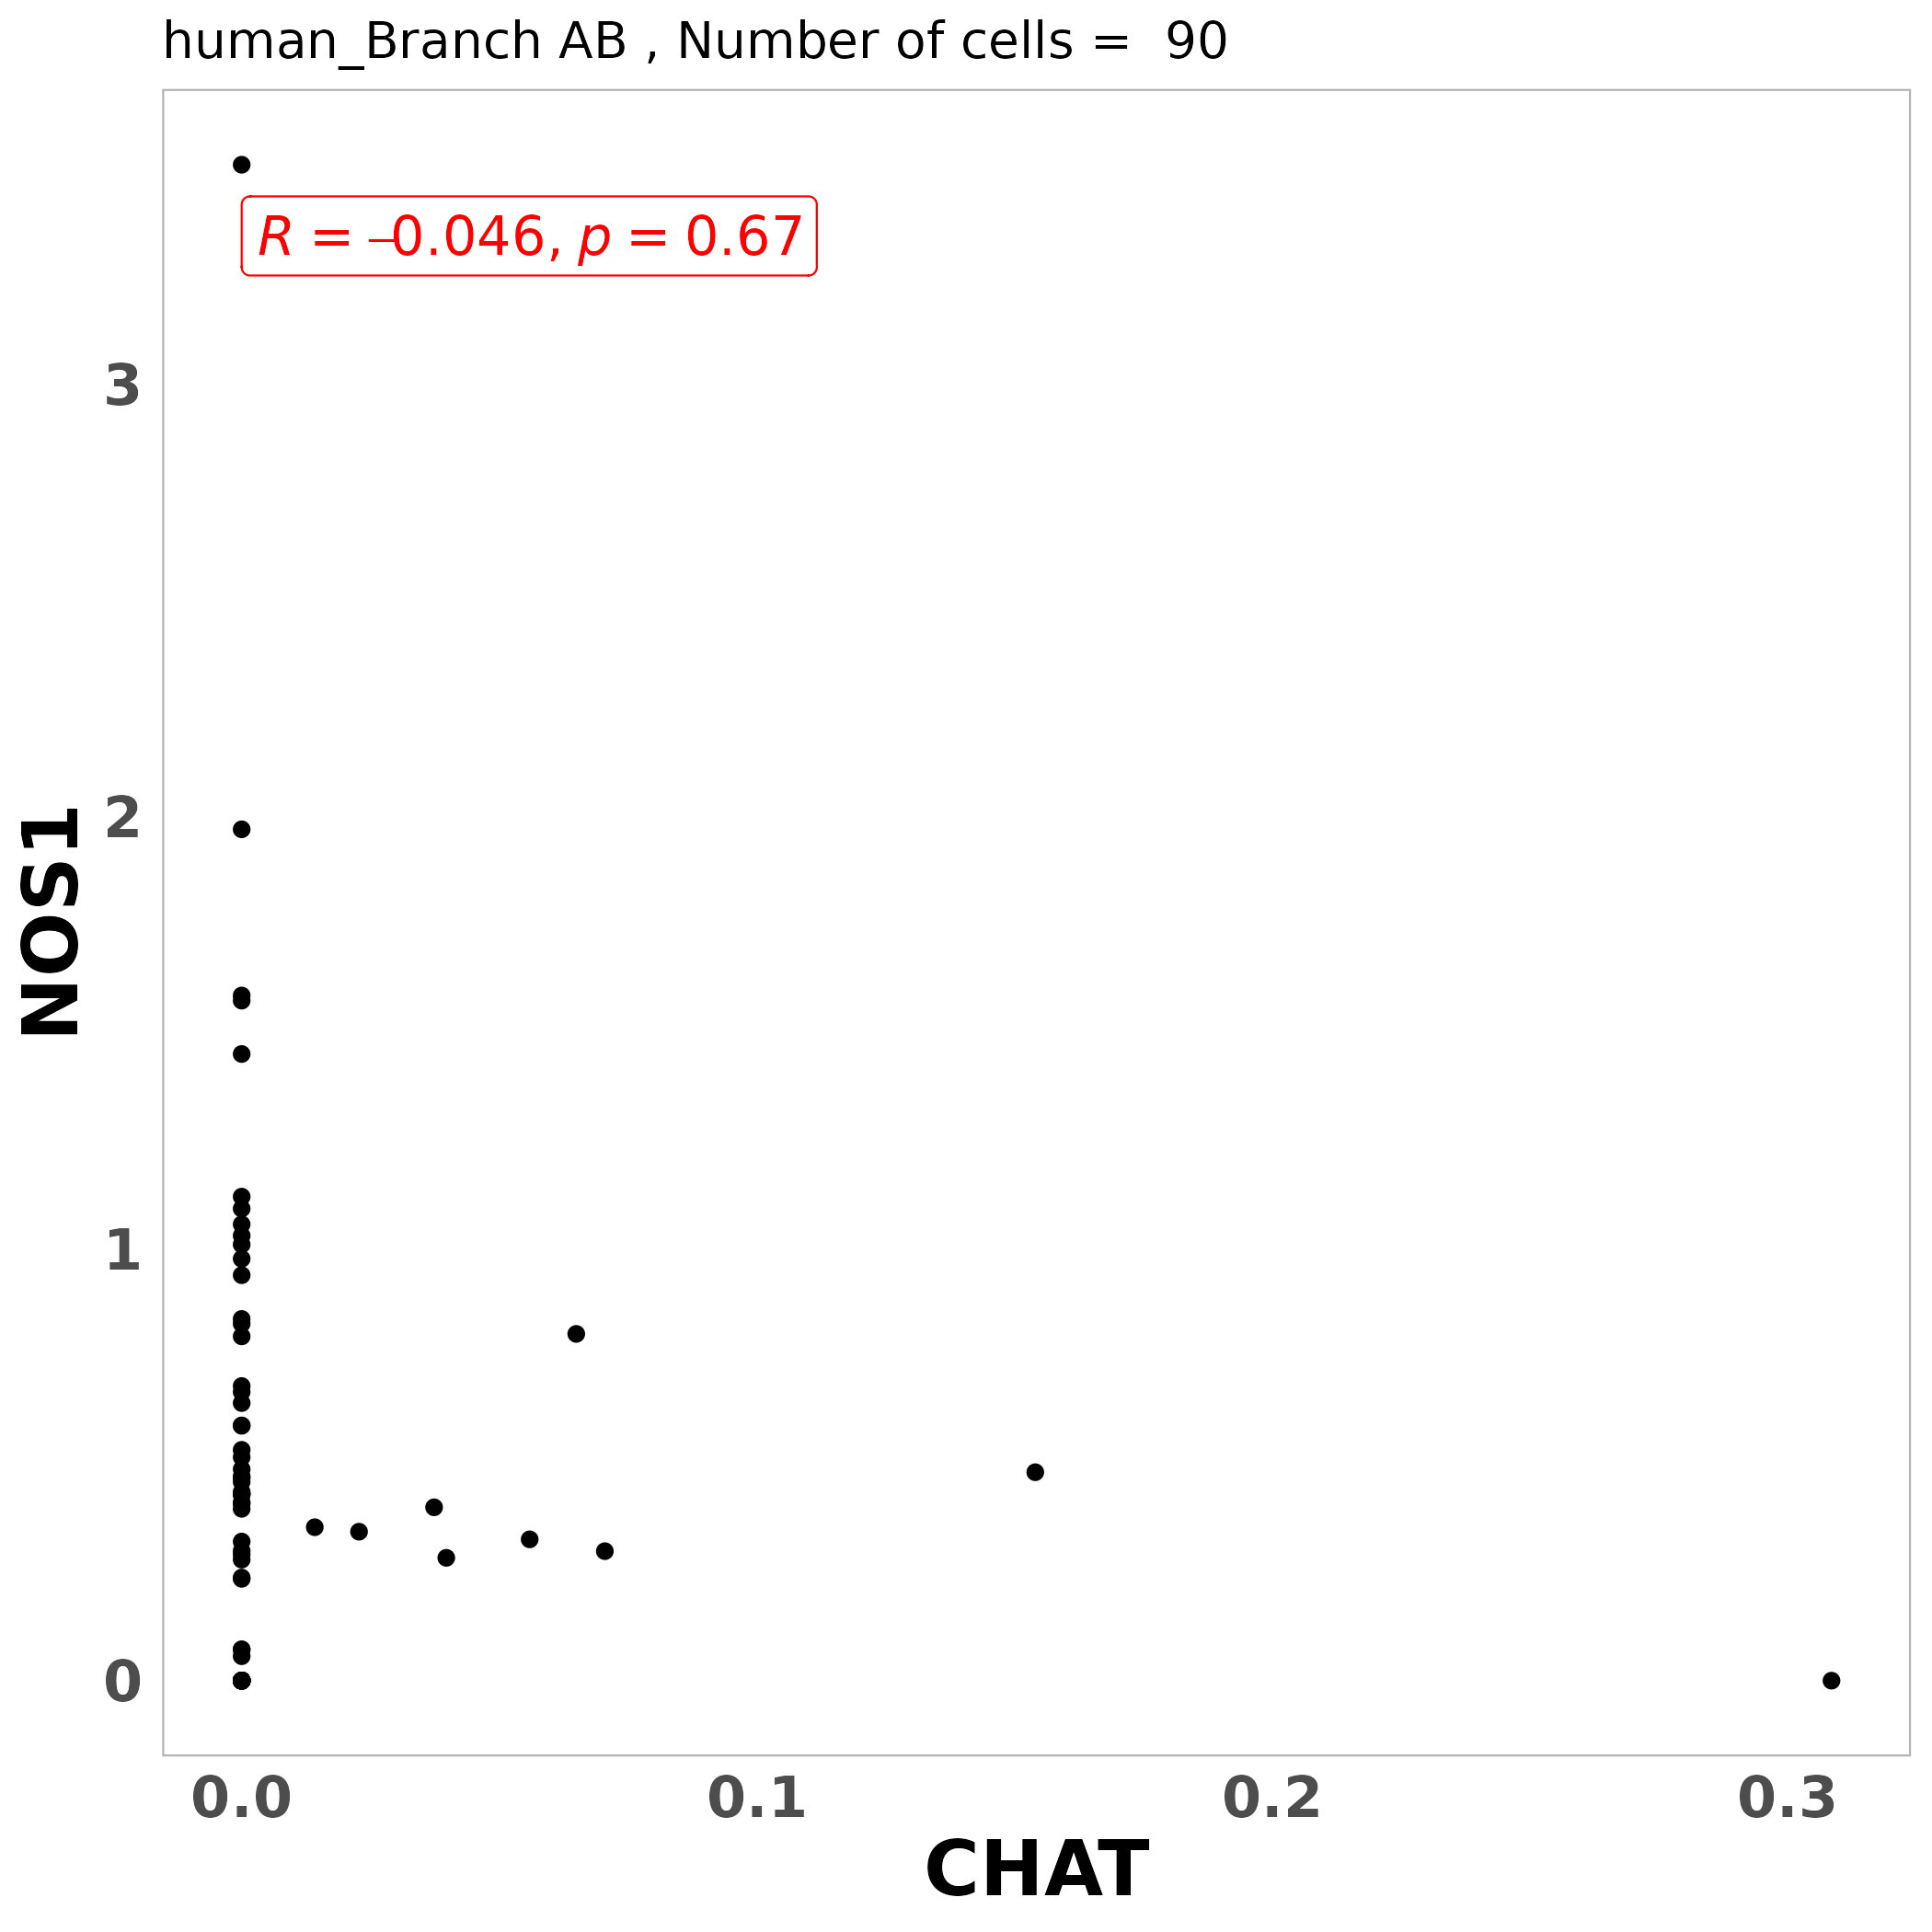 human_Branch AB , Number of cells =  90
R = –0.046, p = 0.67
3
2
1
0
NOS1
0.0 0.1 0.2 0.3
CHAT